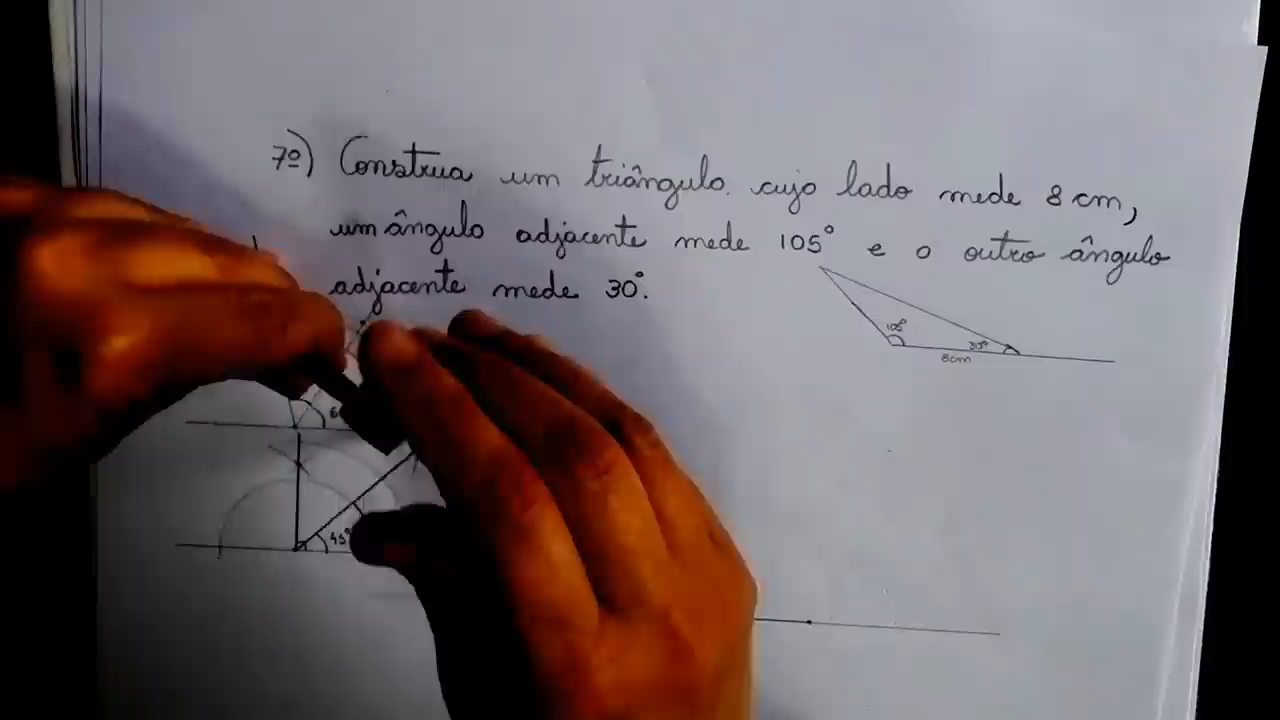 7º) Construa um triângulo. cujo lado mede 8 cm,
um ângulo adjacente mede 105° e o outro ângulo
adjacente mede 30°.
105°
30°
8cm
45°